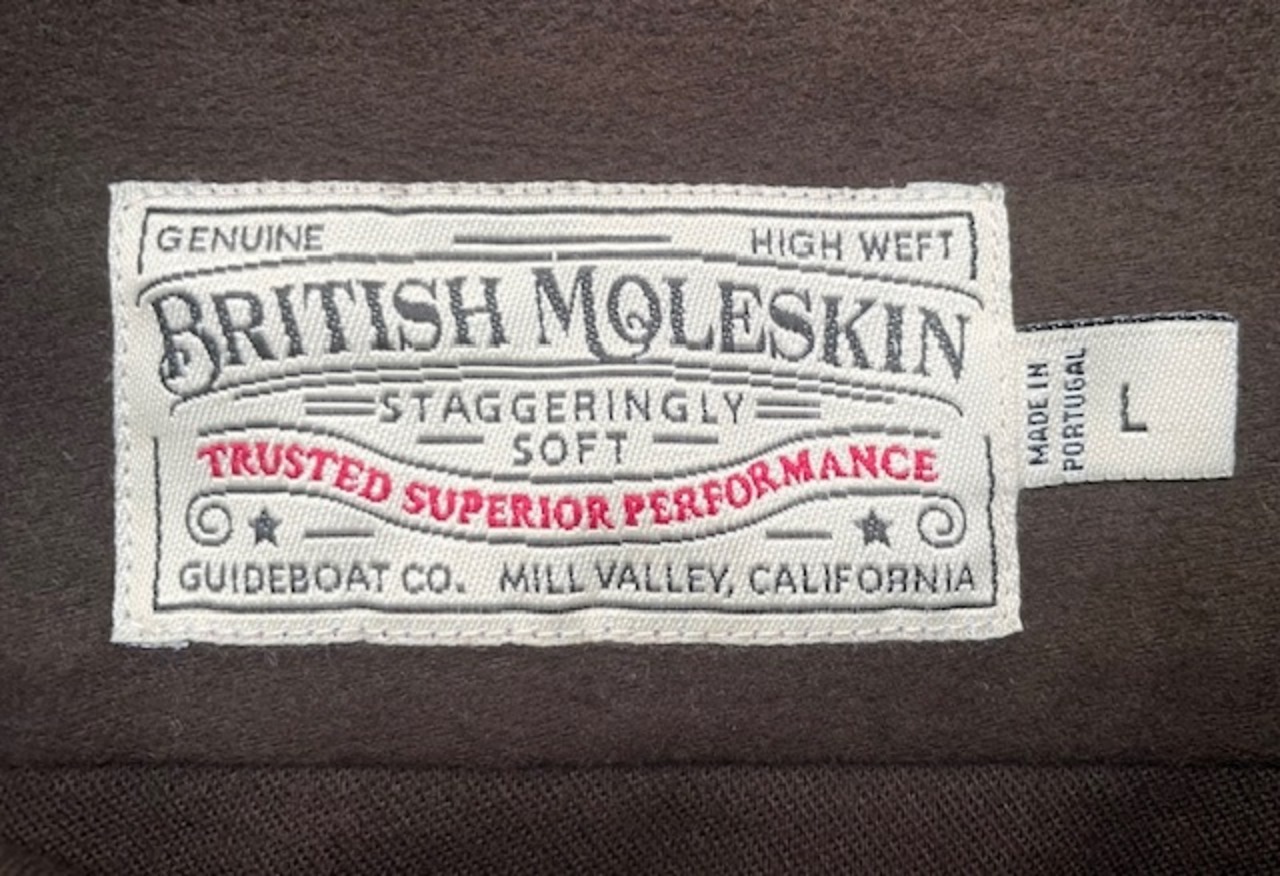 GENUINE HIGH WEFT
BRITISH MOLESKIN
STAGGERINGLY
SOFT
TRUSTED SUPERIOR PERFORMANCE
GUIDEBOAT CO. MILL VALLEY, CALIFORNIA
MADE IN
PORTUGAL
L